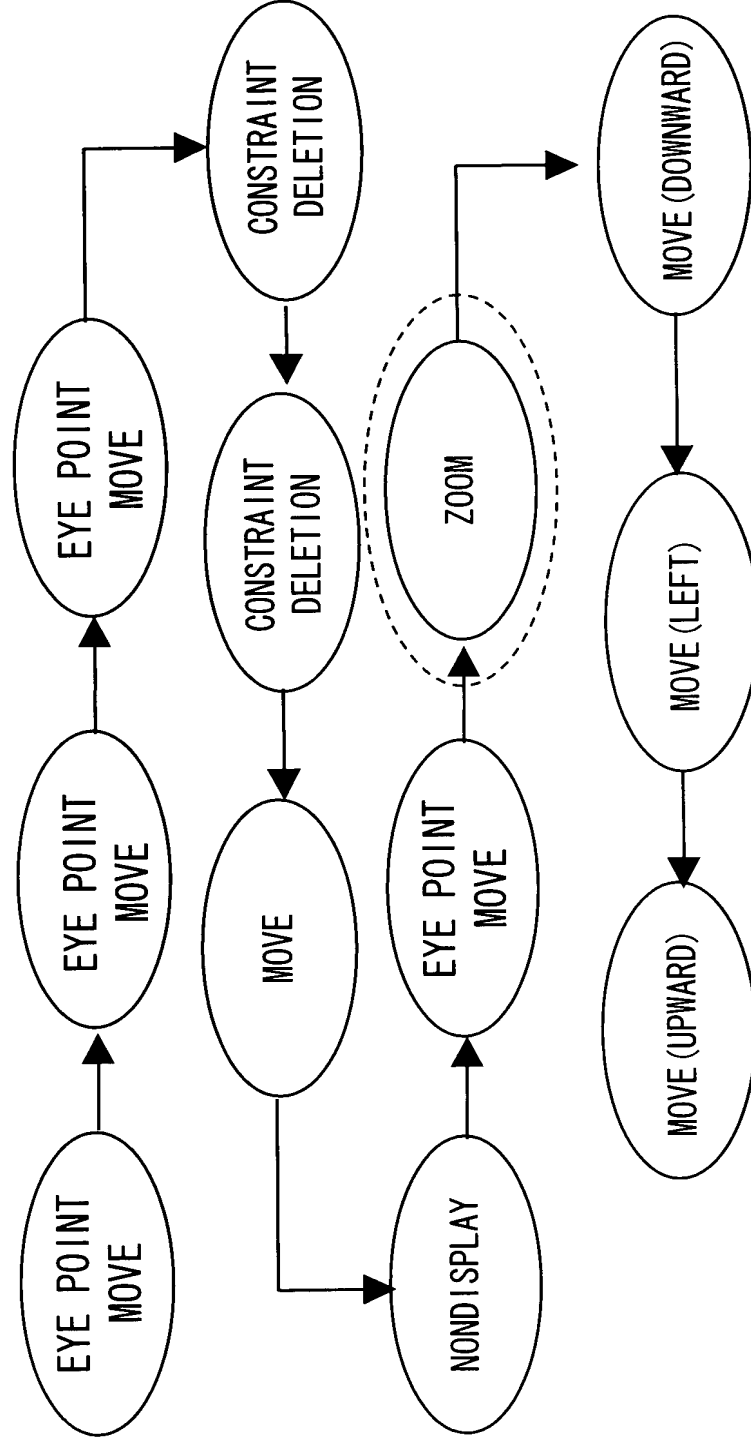 EYE POINT
MOVE
EYE POINT
MOVE
EYE POINT
MOVE
CONSTRAINT
DELETION
CONSTRAINT
DELETION
MOVE
NONDISPLAY
EYE POINT
MOVE
ZOOM
MOVE(DOWNWARD)
MOVE(LEFT)
MOVE(UPWARD)